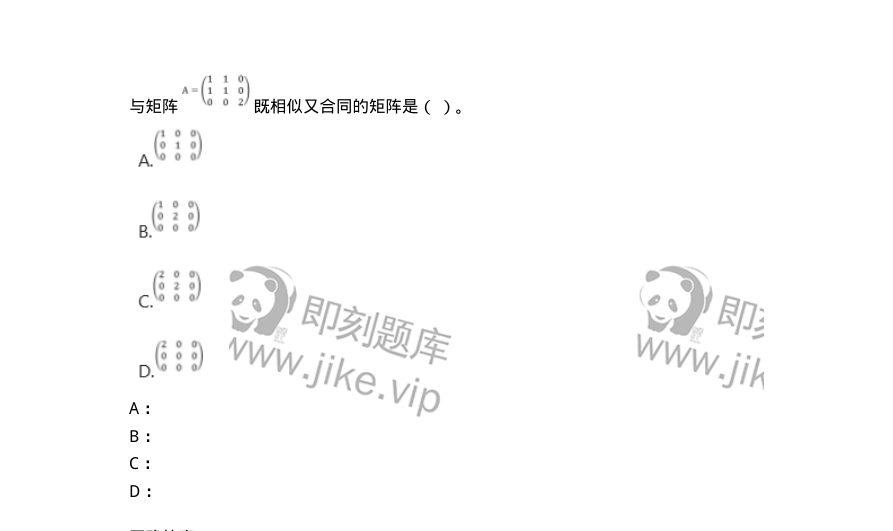 与矩阵 A=(1 1 0
1 1 0
0 0 2) 既相似又合同的矩阵是（ ）。
A.(1 0 0
0 1 0
0 0 0)
B.(1 0 0
0 2 0
0 0 0)
C.(2 0 0
0 2 0
0 0 0)
D.(2 0 0
0 0 0
0 0 0)
即刻题库
www.jike.vip
即刻
www.jik
A：
B：
C：
D：